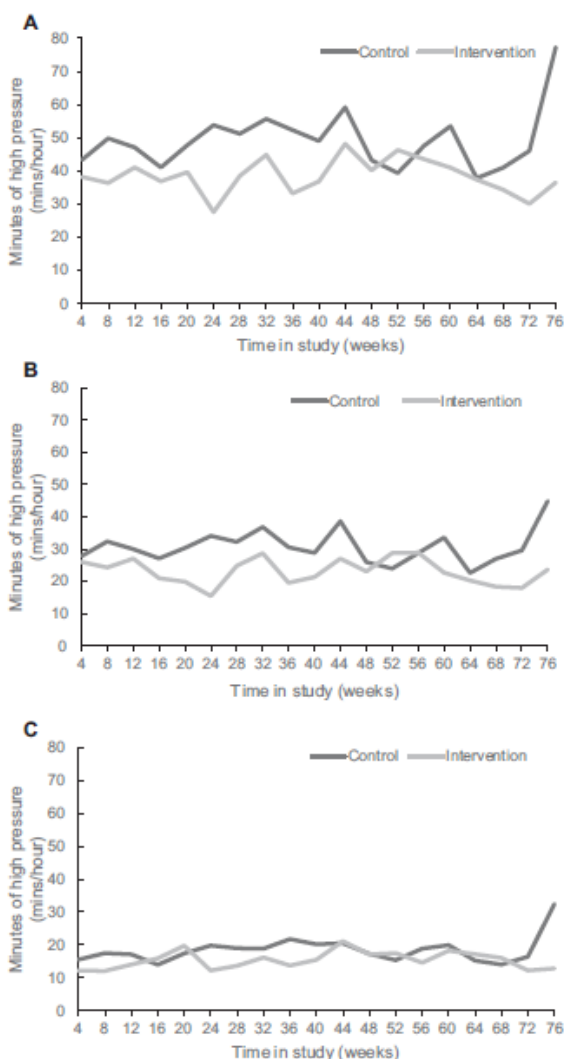 A
80
70
60
50
40
30
20
10
0
Minutes of high pressure
(mins/hour)
Control Intervention
4 8 12 16 20 24 28 32 36 40 44 48 52 56 60 64 68 72 76
Time in study (weeks)
B
80
70
60
50
40
30
20
10
0
Minutes of high pressure
(mins/hour)
Control Intervention
4 8 12 16 20 24 28 32 36 40 44 48 52 56 60 64 68 72 76
Time in study (weeks)
C
80
70
60
50
40
30
20
10
0
Minutes of high pressure
(mins/hour)
Control Intervention
4 8 12 16 20 24 28 32 36 40 44 48 52 56 60 64 68 72 76
Time in study (weeks)